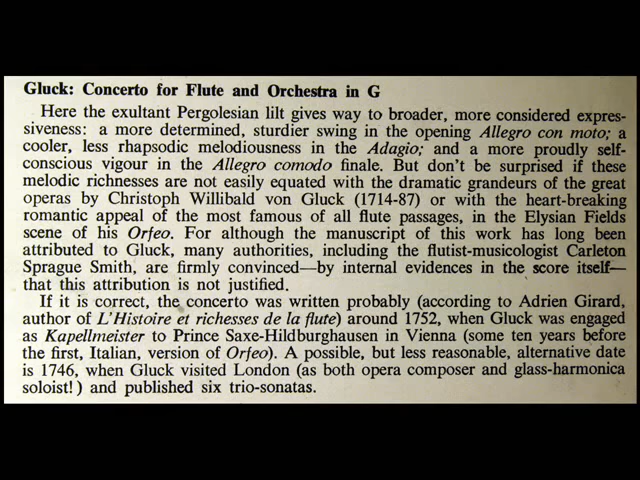 Gluck: Concerto for Flute and Orchestra in G
Here the exultant Pergolesian lilt gives way to broader, more considered expres-
siveness: a more determined, sturdier swing in the opening Allegro con moto; a
cooler, less rhapsodic melodiousness in the Adagio; and a more proudly self-
conscious vigour in the Allegro comodo finale. But don't be surprised if these
melodic richnesses are not easily equated with the dramatic grandeurs of the great
operas by Christoph Willibald von Gluck (1714-87) or with the heart-breaking
romantic appeal of the most famous of all flute passages, in the Elysian Fields
scene of his Orfeo. For although the manuscript of this work has long been
attributed to Gluck, many authorities, including the flutist-musicologist Carleton
Sprague Smith, are firmly convinced—by internal evidences in the score itself—
that this attribution is not justified.
If it is correct, the concerto was written probably (according to Adrien Girard,
author of L'Histoire et richesses de la flute) around 1752, when Gluck was engaged
as Kapellmeister to Prince Saxe-Hildburghausen in Vienna (some ten years before
the first, Italian, version of Orfeo). A possible, but less reasonable, alternative date
is 1746, when Gluck visited London (as both opera composer and glass-harmonica
soloist!) and published six trio-sonatas.